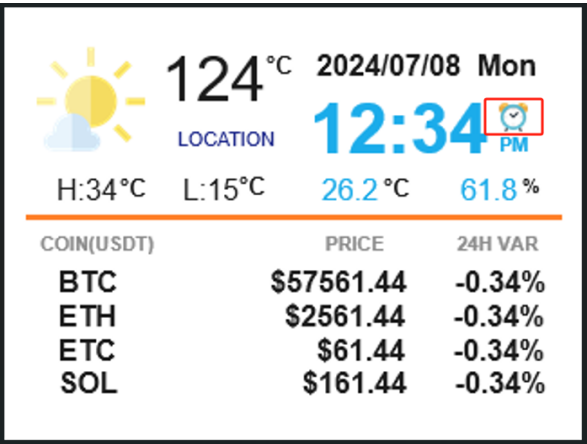 124°C 2024/07/08 Mon
LOCATION 12:34 PM
H:34°C L:15°C 26.2°C 61.8%
COIN(USDT) PRICE 24H VAR
BTC $57561.44 -0.34%
ETH $2561.44 -0.34%
ETC $61.44 -0.34%
SOL $161.44 -0.34%